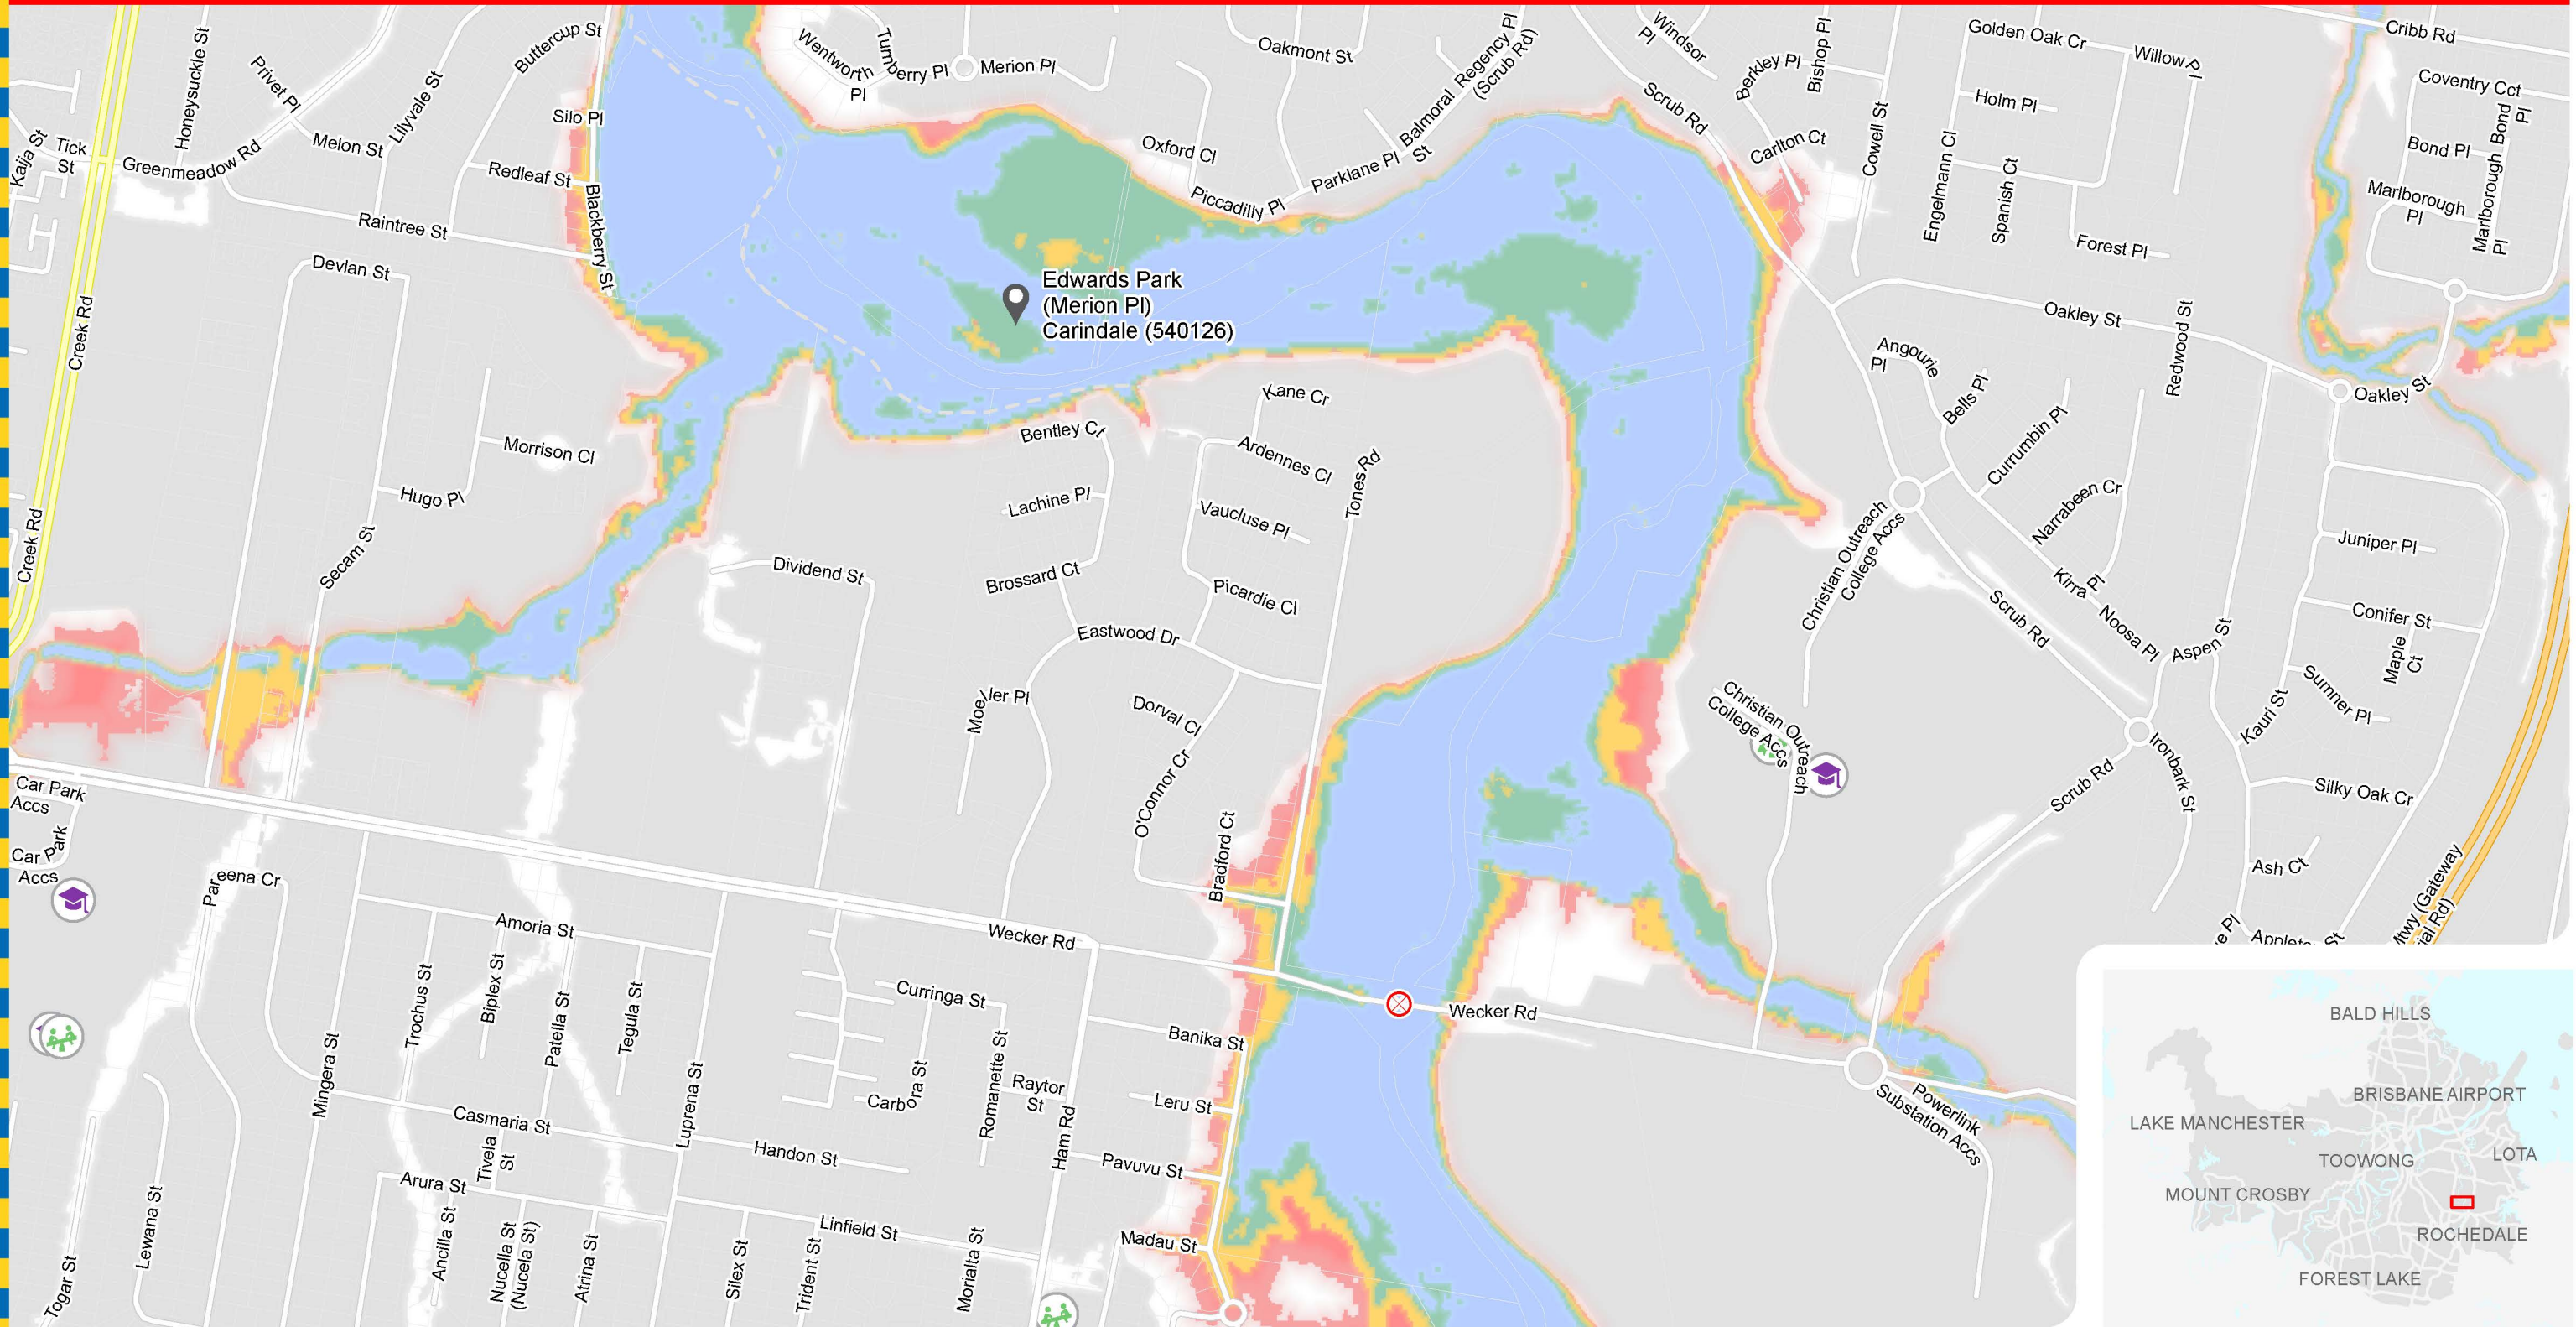 Buttercup St
Honeysuckle St
Privet Pl
Lilyvale St
Wentworth
Pl
Turnberry Pl
Merion Pl
Oakmont St
Balmoral Regency Pl
(Scrub Rd)
St
Windsor
Pl
Berkley Pl
Bishop Pl
Golden Oak Cr
Willow Pl
Cribb Rd
Coventry Cct
Holm Pl
Bond
Pl
Bond Pl
Silo Pl
Scrub Rd
Carlton Ct
Cowell St
Kaija St
Tick
St
Greenmeadow Rd
Melon St
Redleaf St
Blackberry St
Oxford Cl
Parklane Pl
Piccadilly Pl
Engelmann Cl
Spanish Ct
Marlborough
Pl
Marlborough
Pl
Raintree St
Forest Pl
Devlan St
Edwards Park
(Merion Pl)
Carindale (540126)
Creek Rd
Oakley St
Redwood St
Angourie
Pl
Bells Pl
Oakley St
Kane Cr
Bentley Ct
Ardennes Cl
Tones Rd
Currumbin Pl
Morrison Cl
Hugo Pl
Lachine Pl
Vaucluse Pl
Narrabeen Cr
Creek Rd
Secam St
Dividend St
Brossard Ct
Picardie Cl
Christian Outreach
College Accs
Juniper Pl
Kirra Pl
Scrub Rd
Noosa Pl
Aspen St
Conifer St
Maple
Ct
Eastwood Dr
Moeller Pl
Dorval Cl
Christian Outreach
College Accs
Kauri St
Sumner Pl
O'Connor Cr
Bradford Ct
Scrub Rd
Ironbark St
Silky Oak Cr
Car Park
Accs
Car Park
Accs
Pareena Cr
Ash Ct
Amoria St
Wecker Rd
Mtwy (Gateway
Trochus St
Biplex St
Patella St
Tegula St
Curringa St
Wecker Rd
Banika St
Mingera St
Luprena St
Carbora St
Romanette St
Raytor
St
Leru St
Powerlink
Substation Accs
Casmaria St
Tivela
St
Handon St
Ham Rd
Pavuvu St
Arura St
Lewana St
Ancilla St
Nucella St
(Nucela St)
Atrina St
Linfield St
Silex St
Trident St
Morialta St
Madau St
Togar St
BALD HILLS
BRISBANE AIRPORT
LAKE MANCHESTER
TOOWONG
LOTA
MOUNT CROSBY
ROCHEDALE
FOREST LAKE